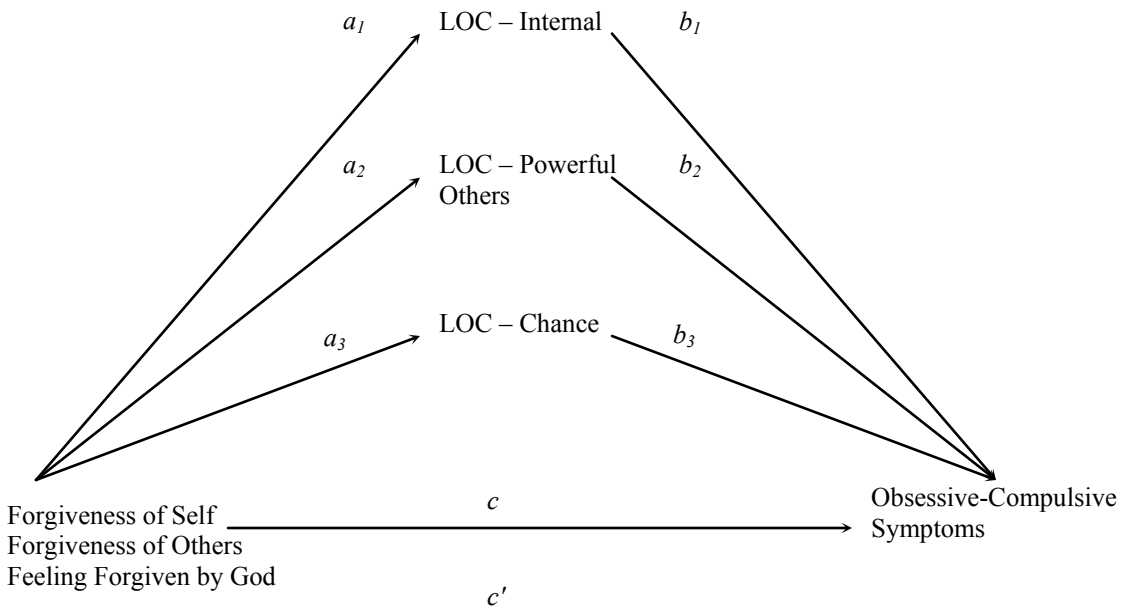 a1 LOC – Internal b1
a2 LOC – Powerful b2
Others
LOC – Chance
a3 b3
c
Obsessive-Compulsive
Symptoms
Forgiveness of Self
Forgiveness of Others
Feeling Forgiven by God
c'